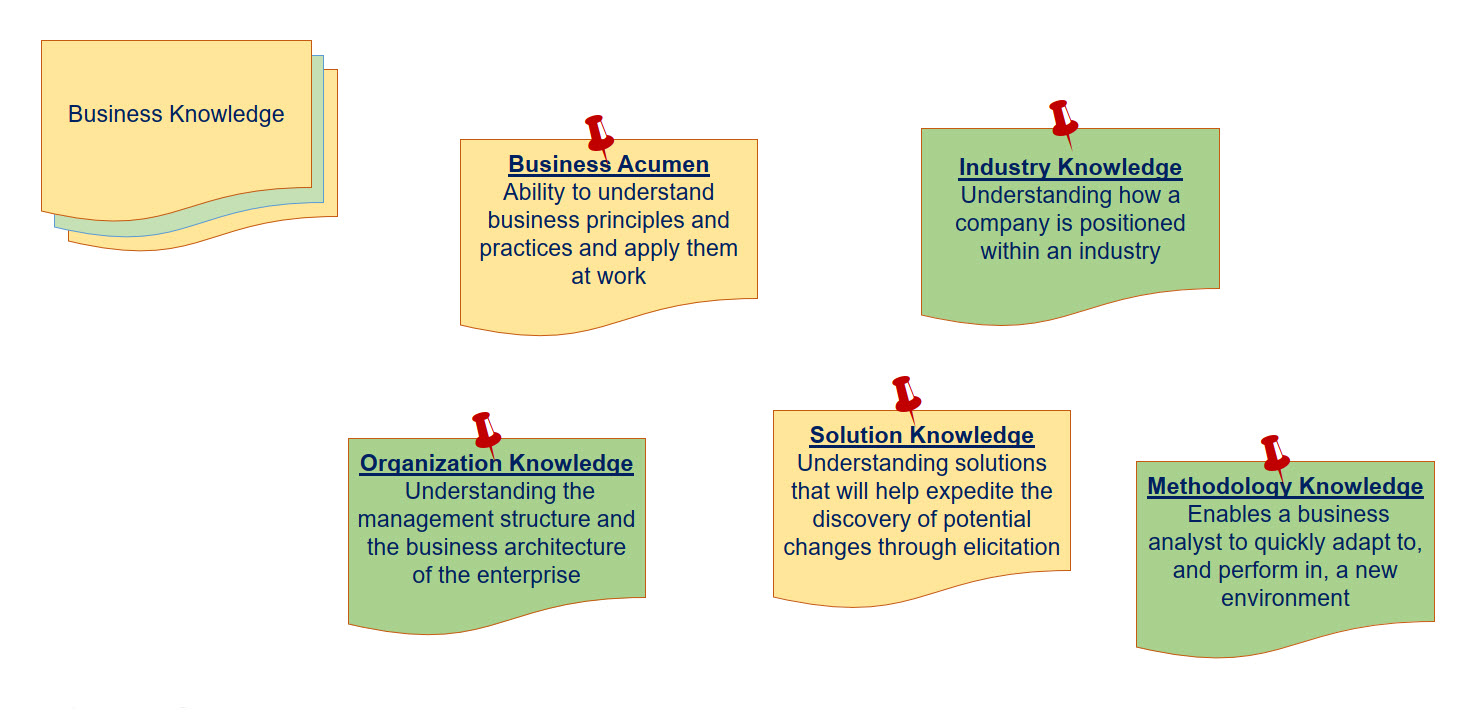 Business Knowledge
Business Acumen
Ability to understand
business principles and
practices and apply them
at work
Industry Knowledge
Understanding how a
company is positioned
within an industry
Organization Knowledge
Understanding the
management structure and
the business architecture
of the enterprise
Solution Knowledge
Understanding solutions
that will help expedite the
discovery of potential
changes through elicitation
Methodology Knowledge
Enables a business
analyst to quickly adapt to,
and perform in, a new
environment